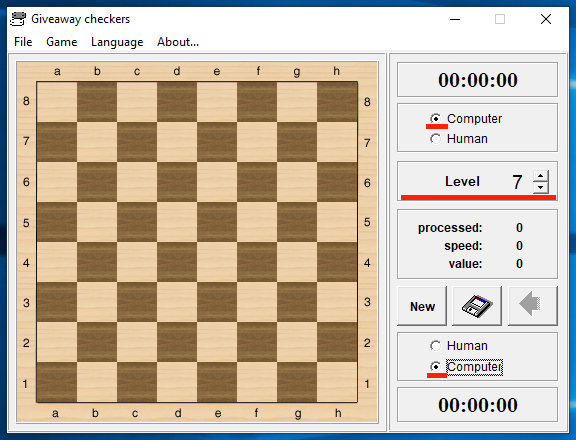 Giveaway checkers
File Game Language About...
a b c d e f g h
8 8
7 7
6 6
5 5
4 4
3 3
2 2
1 1
a b c d e f g h
00:00:00
Computer
Human
Level 7
processed: 0
speed: 0
value: 0
New
Human
Computer
00:00:00